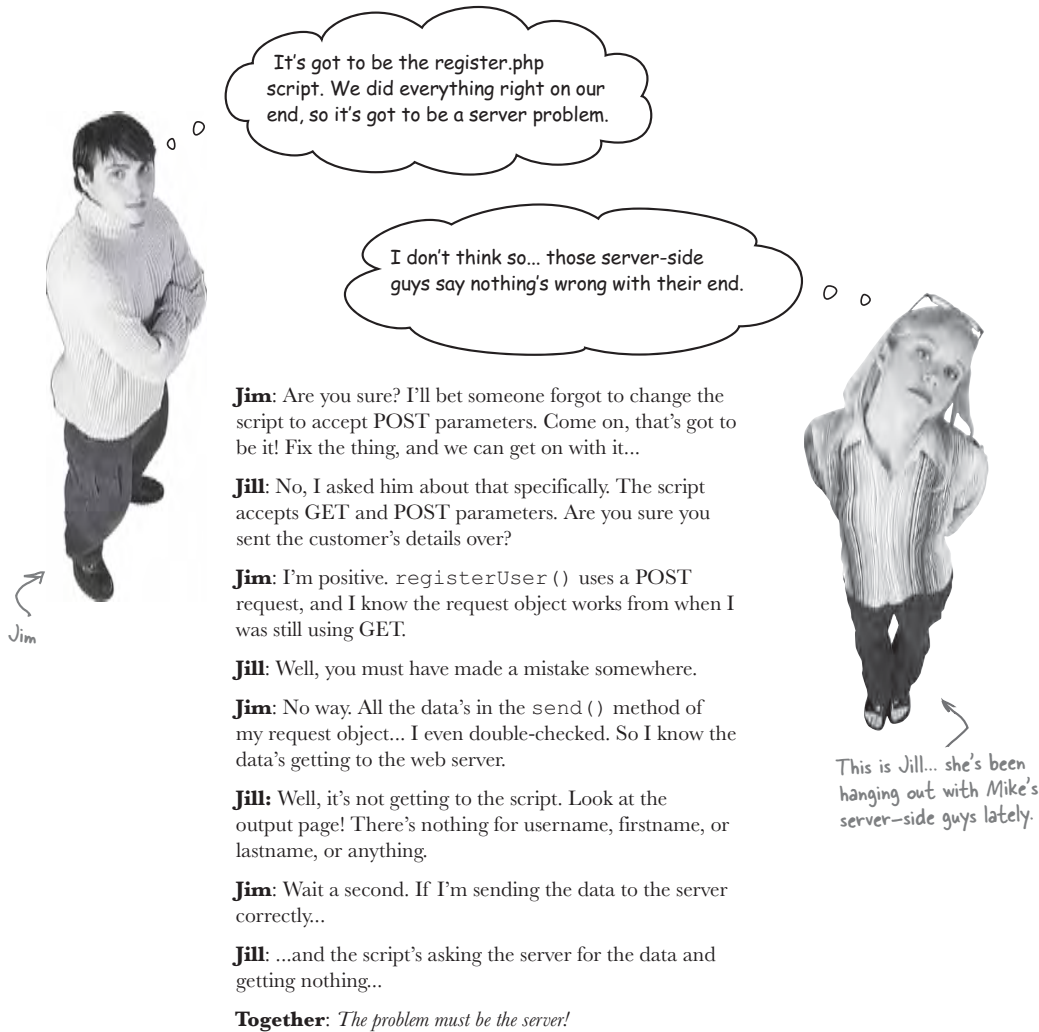 It's got to be the register.php
script. We did everything right on our
end, so it's got to be a server problem.
I don't think so... those server-side
guys say nothing's wrong with their end.
Jim: Are you sure? I'll bet someone forgot to change the
script to accept POST parameters. Come on, that's got to
be it! Fix the thing, and we can get on with it...
Jill: No, I asked him about that specifically. The script
accepts GET and POST parameters. Are you sure you
sent the customer's details over?
Jim: I'm positive. registerUser() uses a POST
request, and I know the request object works from when I
was still using GET.
Jill: Well, you must have made a mistake somewhere.
Jim: No way. All the data's in the send() method of
my request object... I even double-checked. So I know the
data's getting to the web server.
Jill: Well, it's not getting to the script. Look at the
output page! There's nothing for username, firstname, or
lastname, or anything.
Jim: Wait a second. If I'm sending the data to the server
correctly...
Jill: ...and the script's asking the server for the data and
getting nothing...
Together: The problem must be the server!
Jim
This is Jill... she's been
hanging out with Mike's
server-side guys lately.